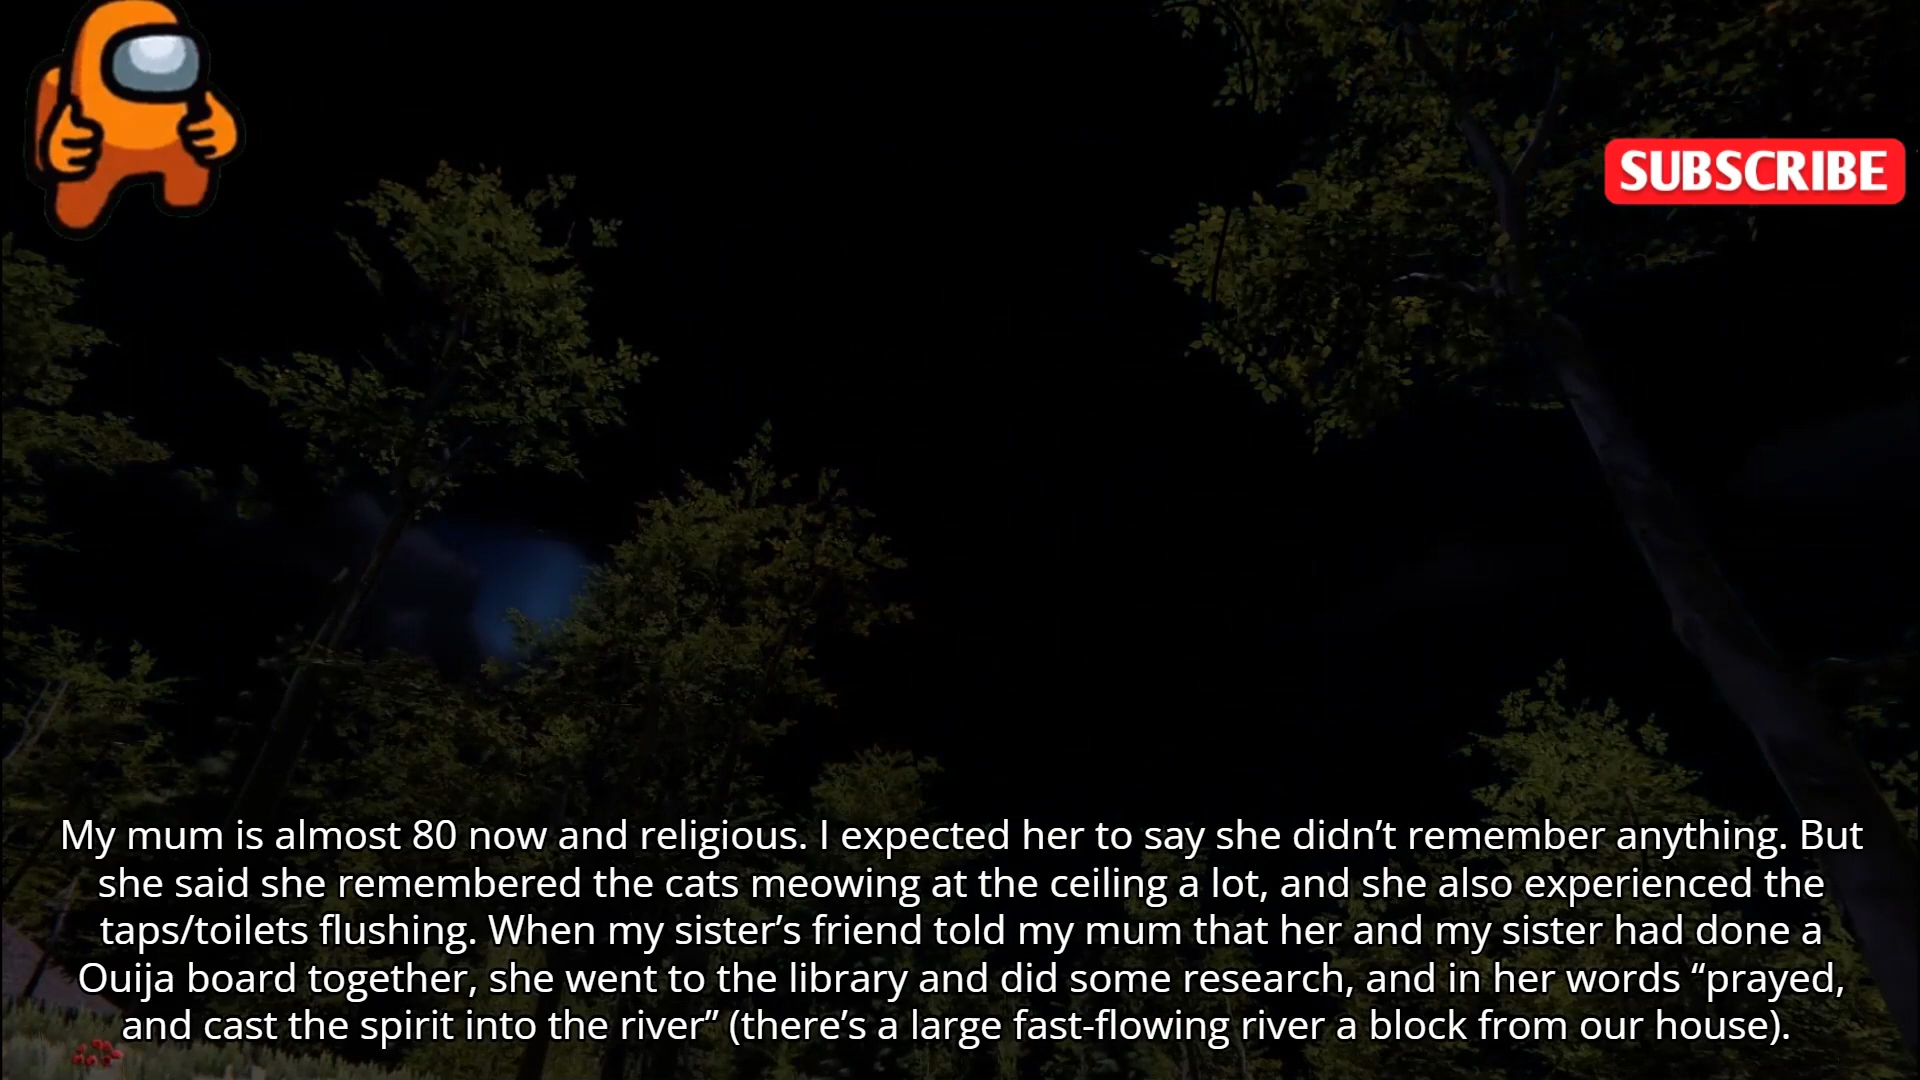 SUBSCRIBE
My mum is almost 80 now and religious. I expected her to say she didn’t remember anything. But
she said she remembered the cats meowing at the ceiling a lot, and she also experienced the
taps/toilets flushing. When my sister’s friend told my mum that her and my sister had done a
Ouija board together, she went to the library and did some research, and in her words “prayed,
and cast the spirit into the river” (there’s a large fast-flowing river a block from our house).